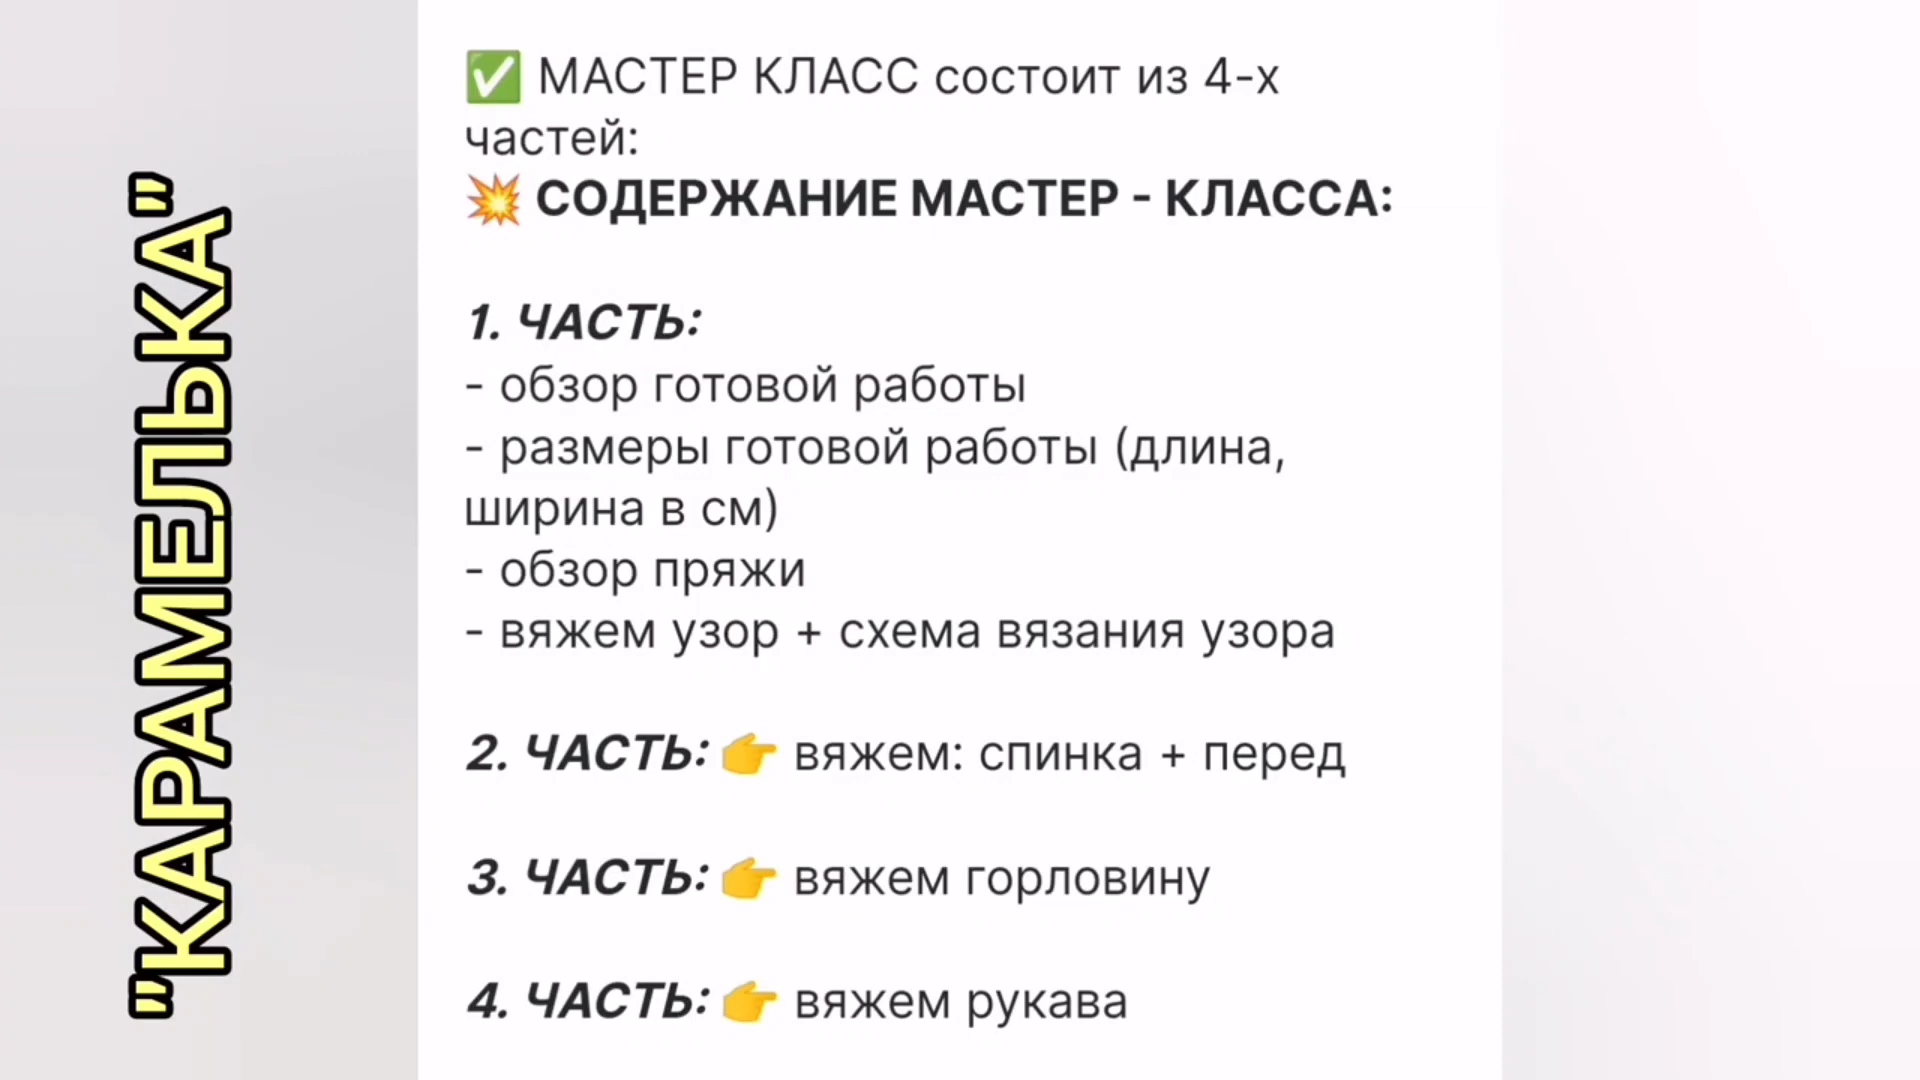 "КАРАМЕЛЬКА"
✅ МАСТЕР КЛАСС состоит из 4-х
частей:
💥 СОДЕРЖАНИЕ МАСТЕР - КЛАССА:
1. ЧАСТЬ:
- обзор готовой работы
- размеры готовой работы (длина,
ширина в см)
- обзор пряжи
- вяжем узор + схема вязания узора
2. ЧАСТЬ: 👉 вяжем: спинка + перед
3. ЧАСТЬ: 👉 вяжем горловину
4. ЧАСТЬ: 👉 вяжем рукава